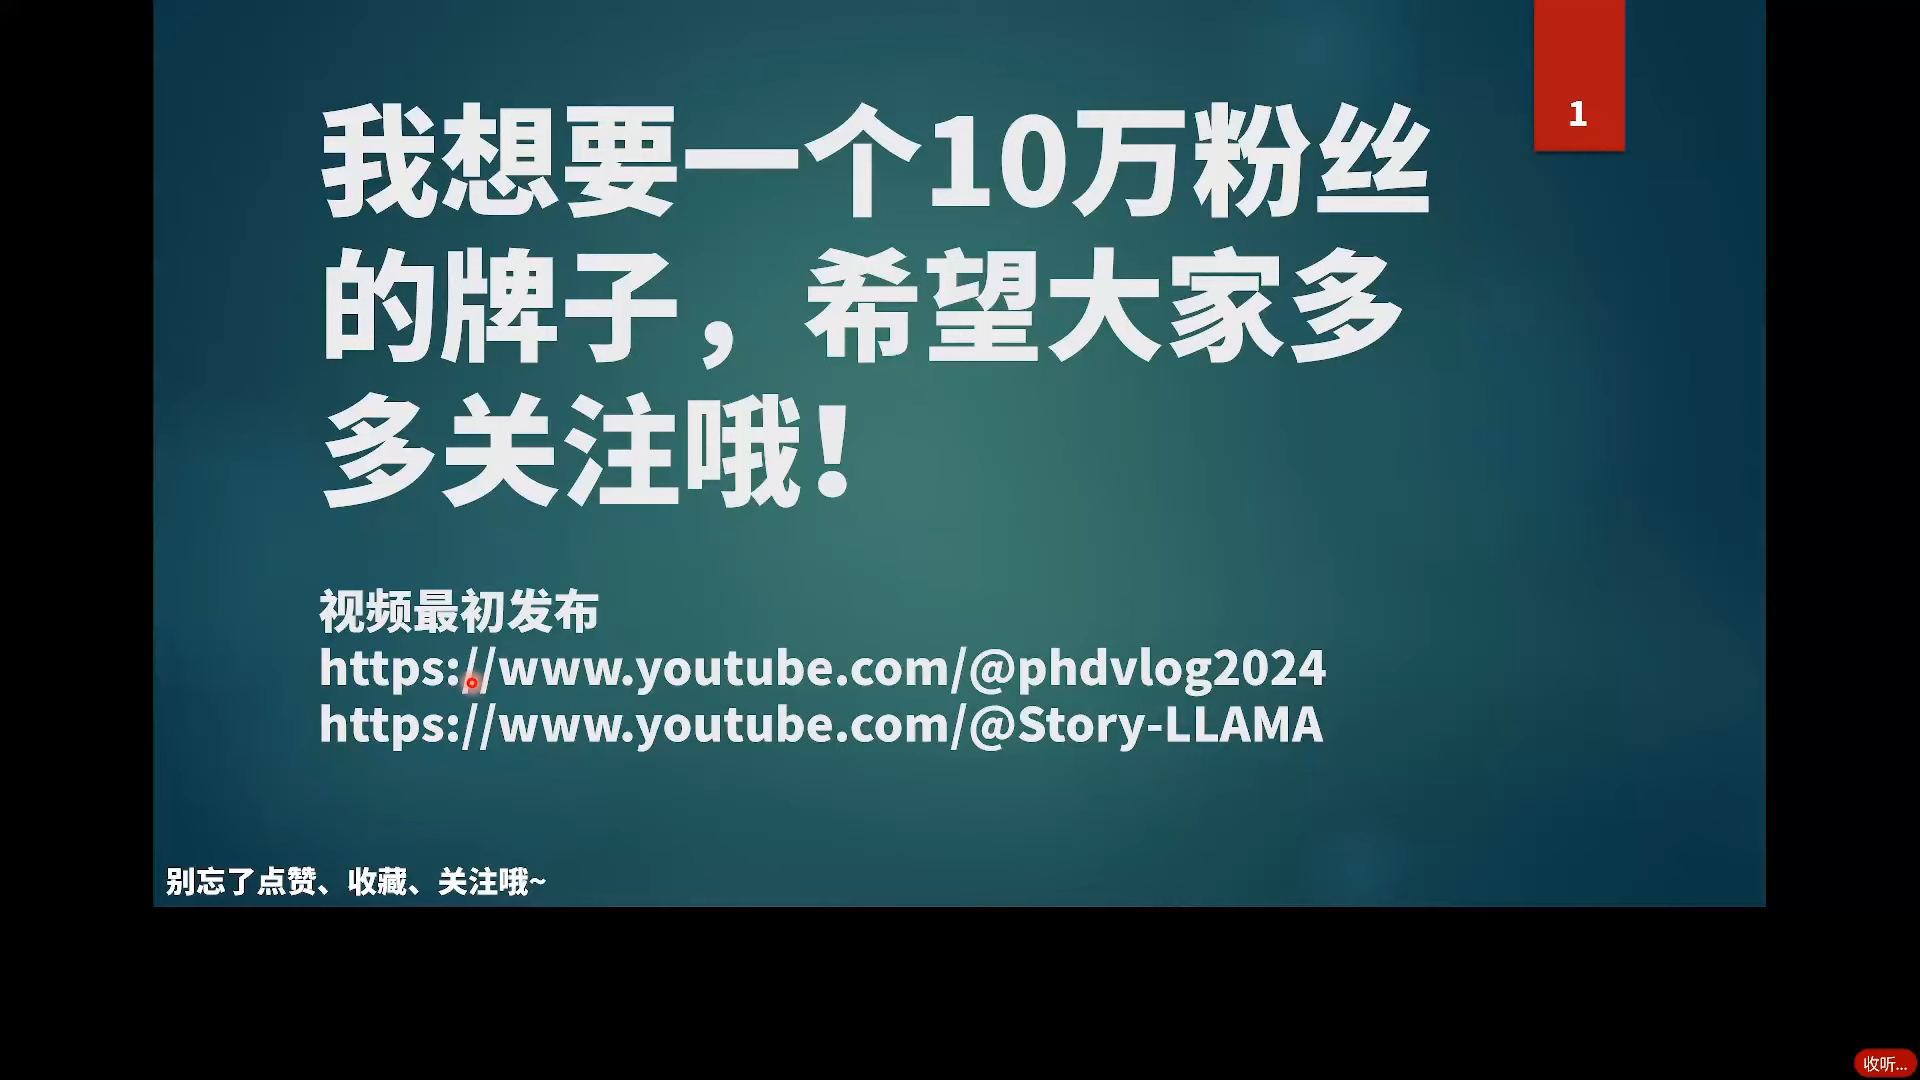 1
我想要一个10万粉丝
的牌子，希望大家多
多关注哦！
视频最初发布
https://www.youtube.com/@phdvlog2024
https://www.youtube.com/@Story-LLAMA
别忘了点赞、收藏、关注哦~
收听...